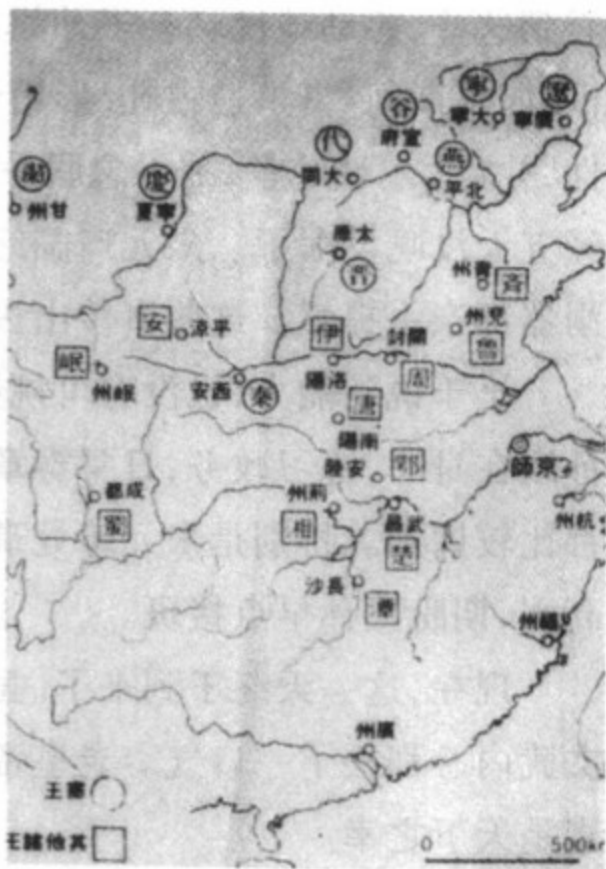 寧
遼
谷
大寧
廣寧
代
宣府
燕
大同
北平
肅
慶
甘州
寧夏
太原
晉
青州
斉
安
平涼
伊
兗州
魯
開封
岷
岷州
洛陽
周
西安
秦
唐
南陽
郢
安陸
京師
成都
荊州
武昌
杭州
蜀
湘
楚
長沙
福州
廣州
塞王
其他諸王
0 500km